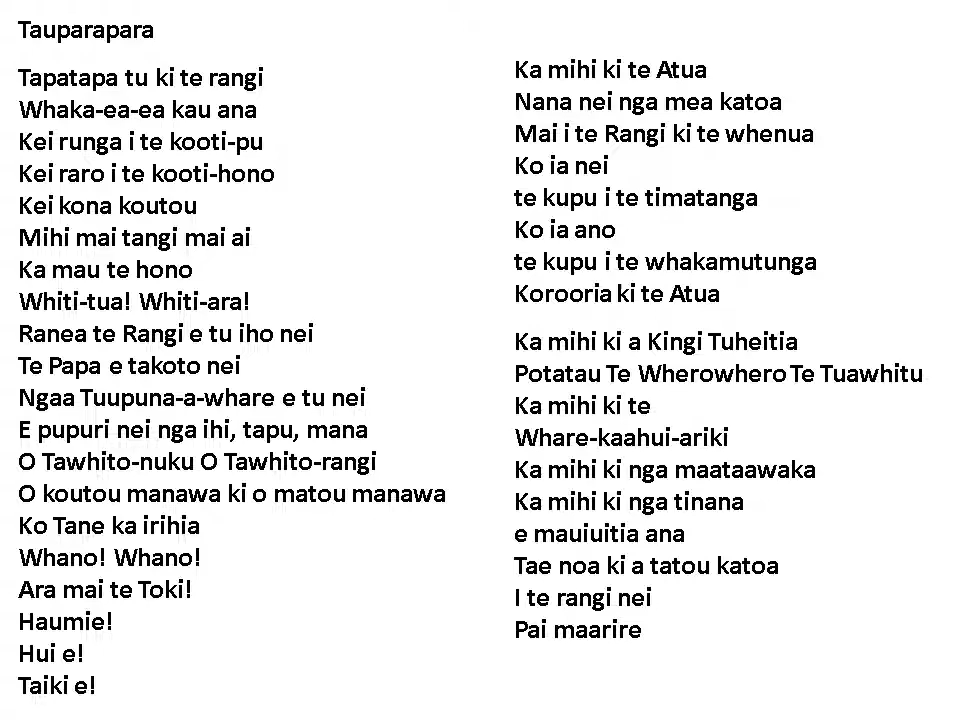 Tauparapara
Tapatapa tu ki te rangi
Whaka-ea-ea kau ana
Kei runga i te kooti-pu
Kei raro i te kooti-hono
Kei kona koutou
Mihi mai tangi mai ai
Ka mau te hono
Whiti-tua! Whiti-ara!
Ranea te Rangi e tu iho nei
Te Papa e takoto nei
Ngaa Tuupuna-a-whare e tu nei
E pupuri nei nga ihi, tapu, mana
O Tawhito-nuku O Tawhito-rangi
O koutou manawa ki o matou manawa
Ko Tane ka irihia
Whano! Whano!
Ara mai te Toki!
Haumie!
Hui e!
Taiki e!
Ka mihi ki te Atua
Nana nei nga mea katoa
Mai i te Rangi ki te whenua
Ko ia nei
te kupu i te timatanga
Ko ia ano
te kupu i te whakamutunga
Korooria ki te Atua
Ka mihi ki a Kingi Tuheitia
Potatau Te Wherowhero Te Tuawhitu
Ka mihi ki te
Whare-kaahui-ariki
Ka mihi ki nga maataawaka
Ka mihi ki nga tinana
e mauiuitia ana
Tae noa ki a tatou katoa
I te rangi nei
Pai maarire